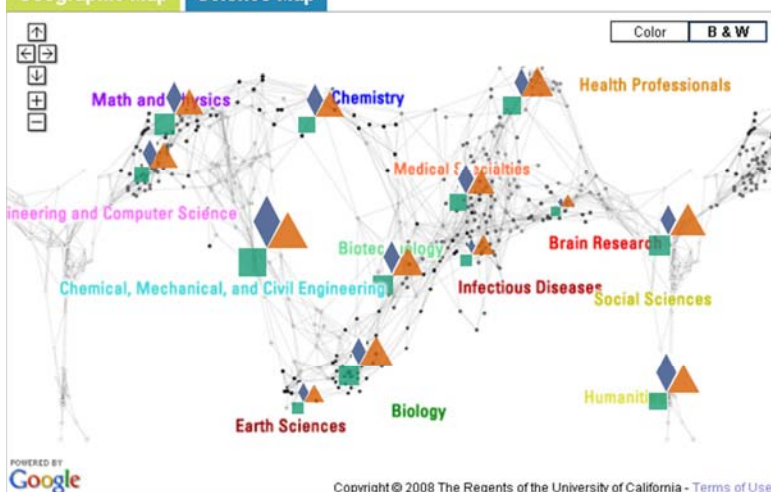 Geographic Map Science Map
Color B & W
Health Professionals
Math and Physics
Chemistry
Medical Specialties
ineering and Computer Science
Biotechnology
Brain Research
Chemical, Mechanical, and Civil Engineering
Infectious Diseases
Social Sciences
Humanities
Biology
Earth Sciences
POWERED BY
Google
Copyright © 2008 The Regents of the University of California - Terms of Use